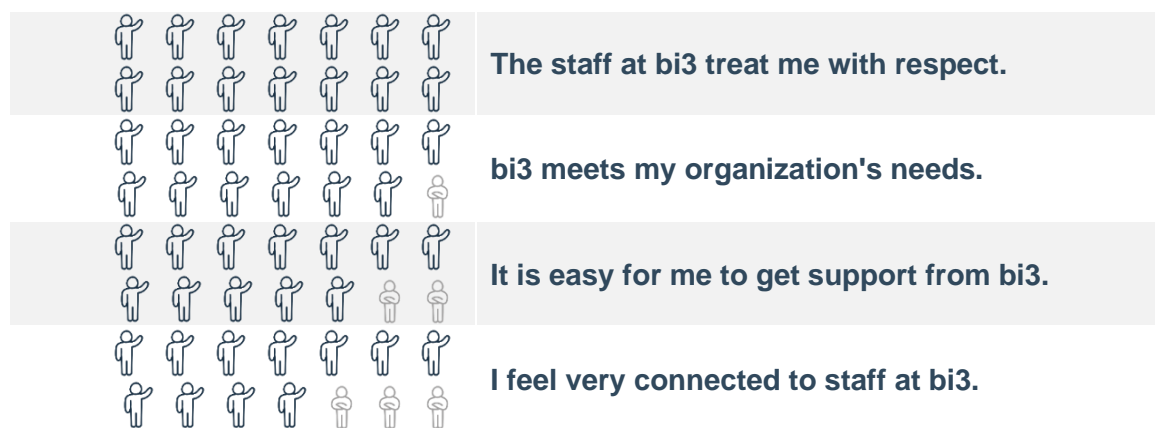 The staff at bi3 treat me with respect.
bi3 meets my organization's needs.
It is easy for me to get support from bi3.
I feel very connected to staff at bi3.